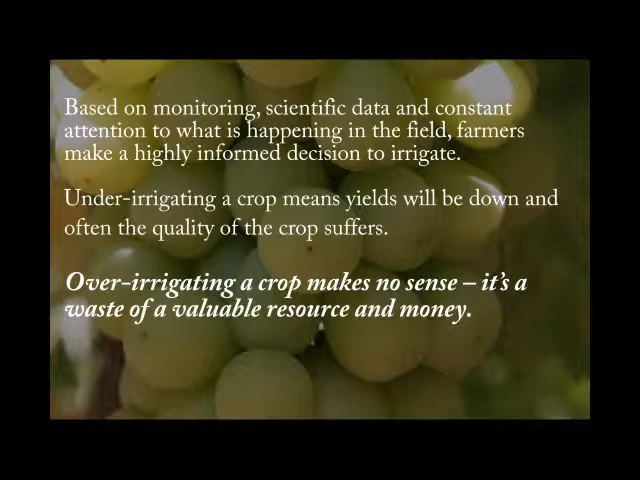 Based on monitoring, scientific data and constant
attention to what is happening in the field, farmers
make a highly informed decision to irrigate.
Under-irrigating a crop means yields will be down and
often the quality of the crop suffers.
Over-irrigating a crop makes no sense – it’s a
waste of a valuable resource and money.